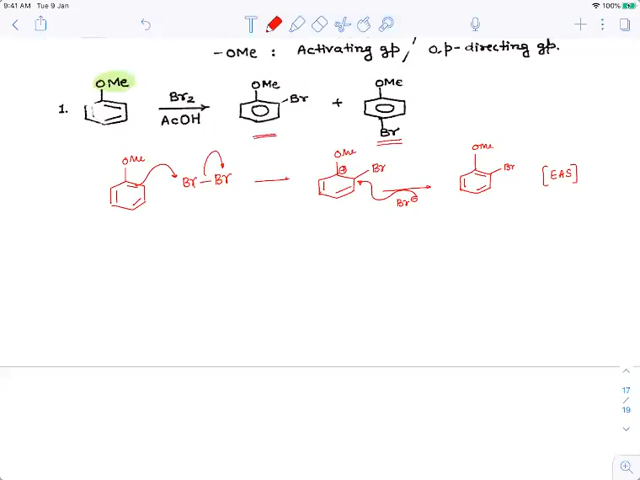 9:41 AM Tue 9 Jan 100%
-OMe : Activating gp, o,p-directing gp.
OMe OMe OMe
1. Br2 Br +
AcOH
Br
OMe OMe OMe
Br Br
Br - Br [EAS]
Br⊖
17
/
19